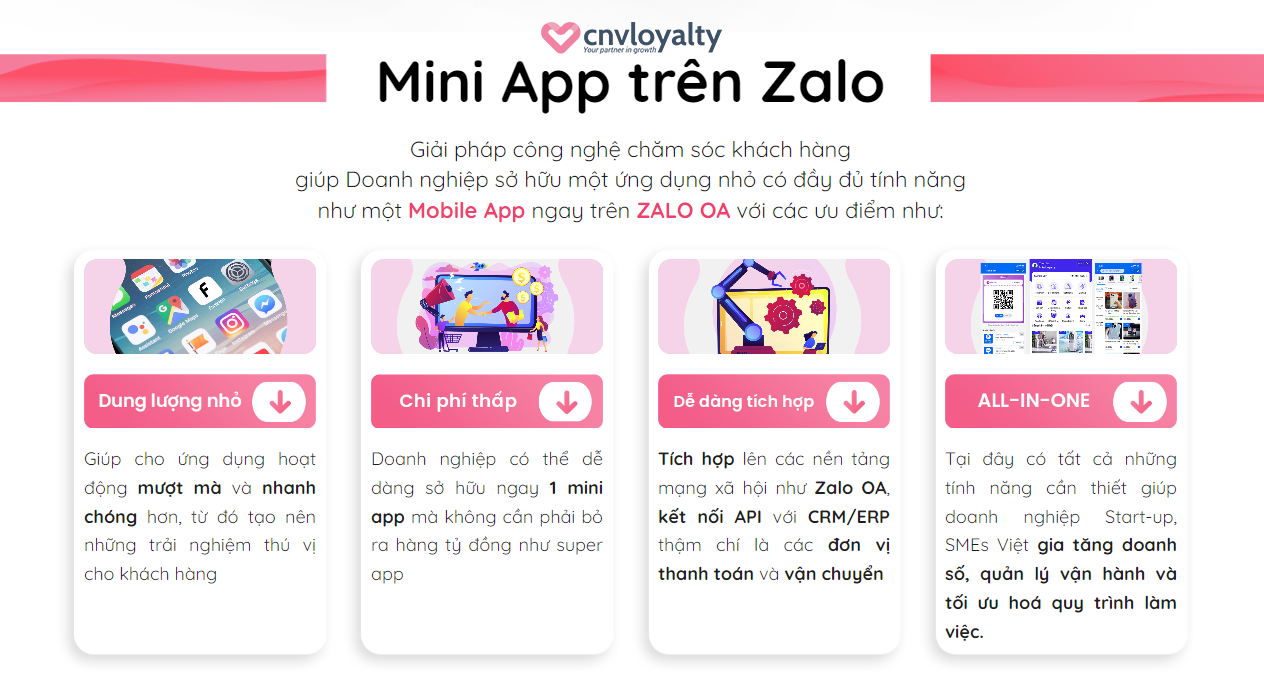 cnvloyalty
Your partner in growth
Mini App trên Zalo
Giải pháp công nghệ chăm sóc khách hàng
giúp Doanh nghiệp sở hữu một ứng dụng nhỏ có đầy đủ tính năng
như một Mobile App ngay trên ZALO OA với các ưu điểm như:
Photos
Google Maps
Dung lượng nhỏ
Giúp cho ứng dụng hoạt
động mượt mà và nhanh
chóng hơn, từ đó tạo nên
những trải nghiệm thú vị
cho khách hàng
Chi phí thấp
Doanh nghiệp có thể dễ
dàng sở hữu ngay 1 mini
app mà không cần phải bỏ
ra hàng tỷ đồng như super
app
Dễ dàng tích hợp
Tích hợp lên các nền tảng
mạng xã hội như Zalo OA,
kết nối API với CRM/ERP
thậm chí là các đơn vị
thanh toán và vận chuyển
ALL-IN-ONE
Tại đây có tất cả những
tính năng cần thiết giúp
doanh nghiệp Start-up,
SMEs Việt gia tăng doanh
số, quản lý vận hành và
tối ưu hoá quy trình làm
việc.